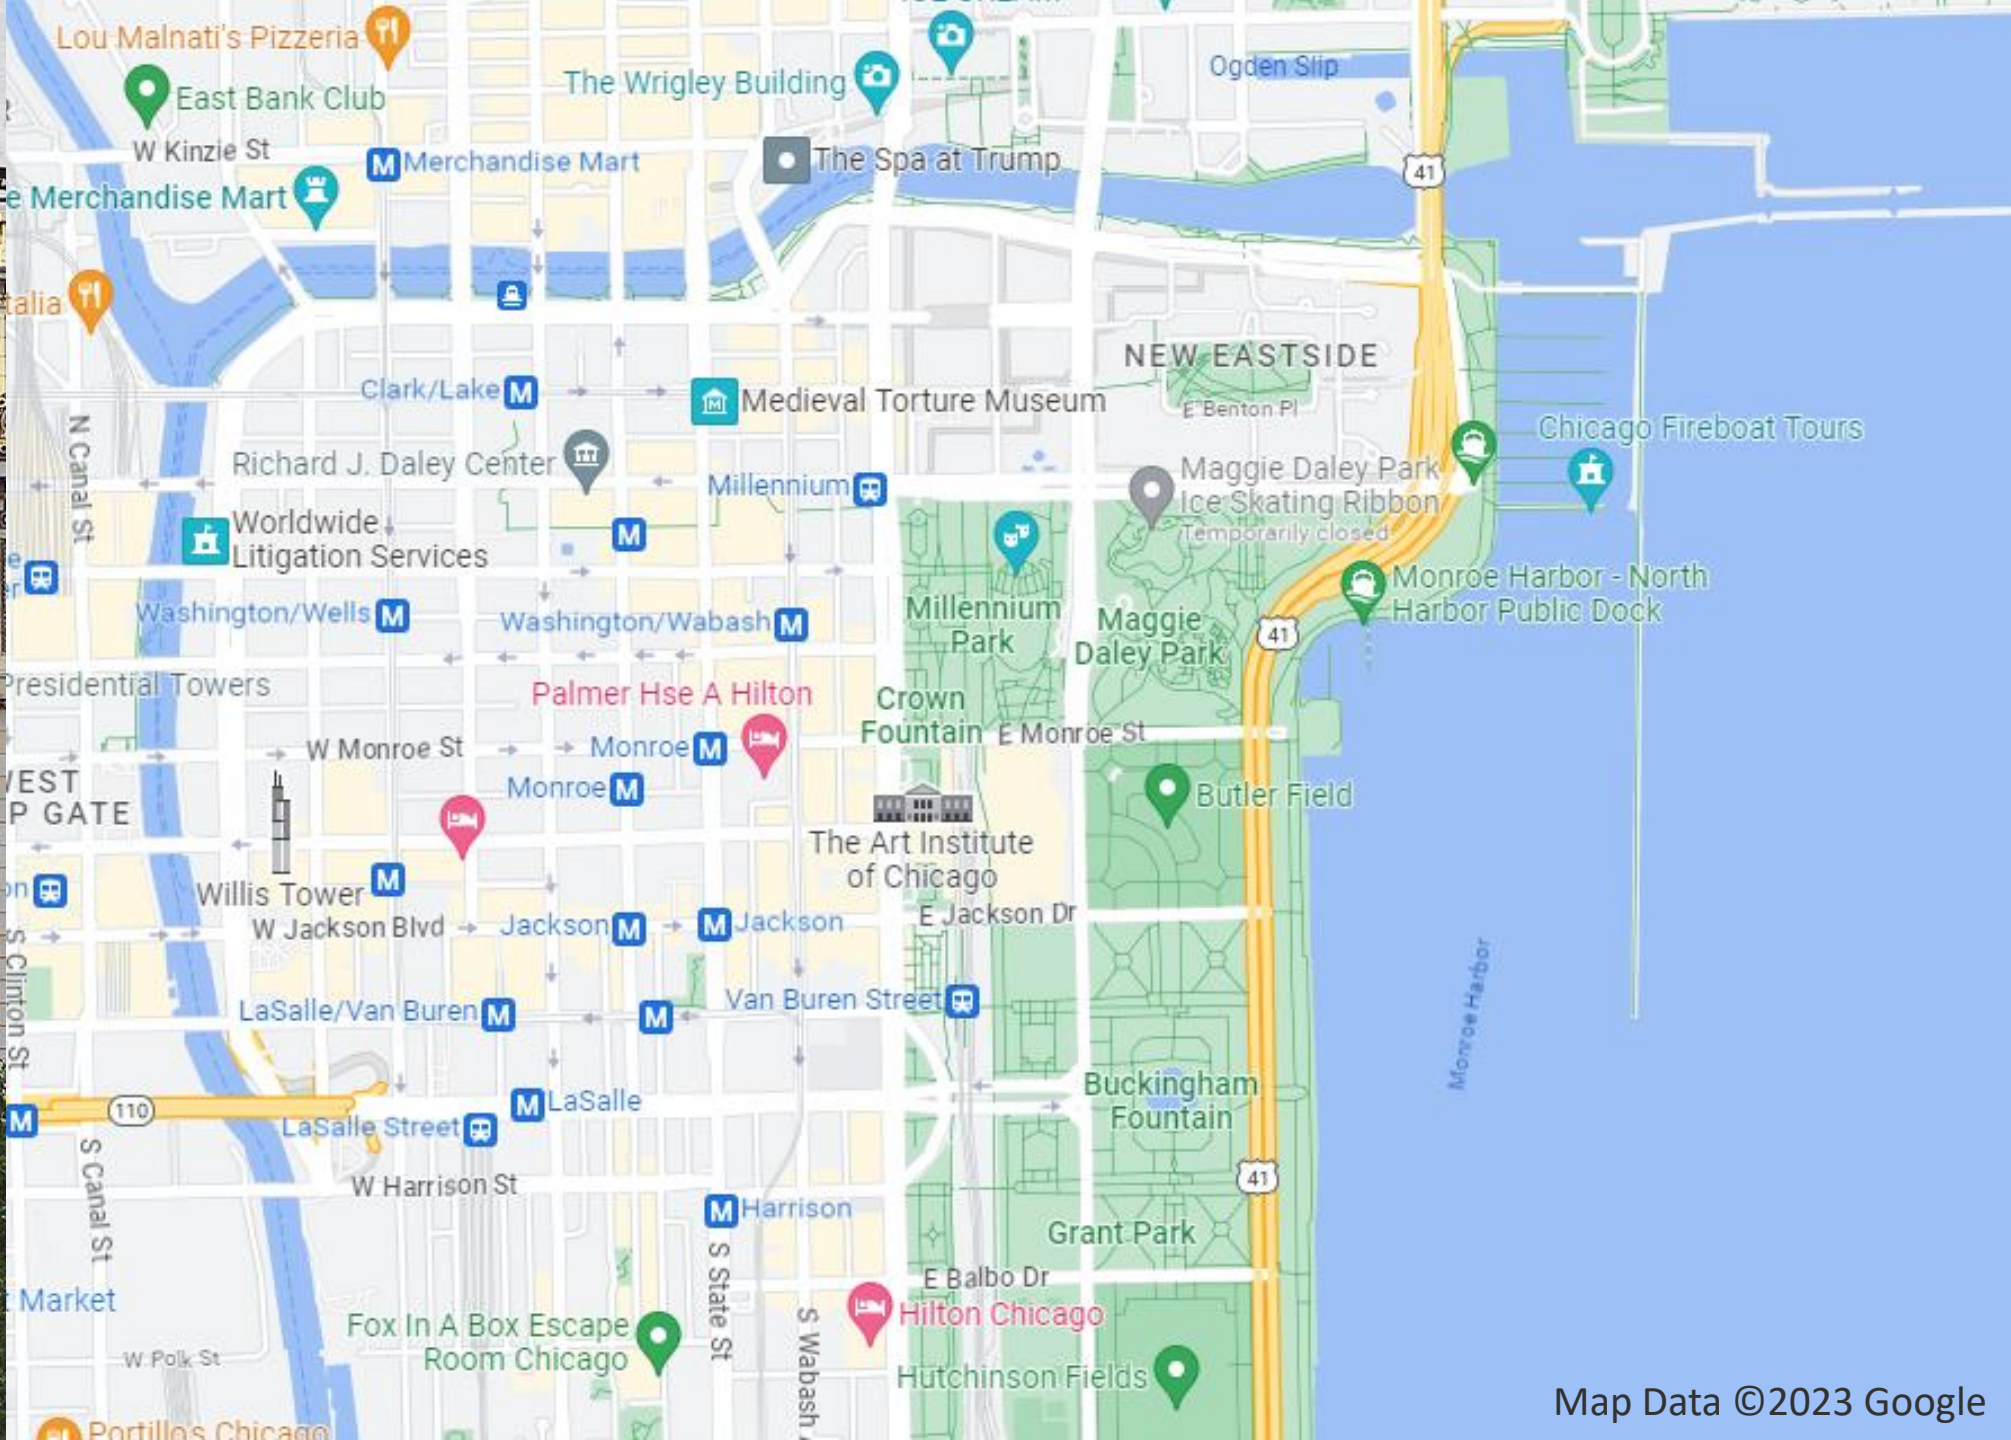 Lou Malnati's Pizzeria
East Bank Club
The Wrigley Building
Ogden Slip
W Kinzie St
Merchandise Mart
The Spa at Trump
41
e Merchandise Mart
talia
NEW EASTSIDE
Clark/Lake
Medieval Torture Museum
E Benton Pl
Chicago Fireboat Tours
N Canal St
Richard J. Daley Center
Millennium
Maggie Daley Park
Ice Skating Ribbon
Temporarily closed
Worldwide
Litigation Services
Monroe Harbor - North
Harbor Public Dock
Washington/Wells
Washington/Wabash
Millennium
Park
Maggie
Daley Park
41
Presidential Towers
Palmer Hse A Hilton
Crown
Fountain
E Monroe St
W Monroe St
Monroe
Monroe
VEST
P GATE
Butler Field
The Art Institute
of Chicago
Willis Tower
on
W Jackson Blvd
Jackson
Jackson
E Jackson Dr
S Clinton St
LaSalle/Van Buren
Van Buren Street
Monroe Harbor
Buckingham
Fountain
110
LaSalle
LaSalle Street
S Canal St
W Harrison St
41
Harrison
Grant Park
S State St
E Balbo Dr
t Market
Hilton Chicago
Fox In A Box Escape
Room Chicago
S Wabash
W Polk St
Hutchinson Fields
Portillo's Chicago
Map Data ©2023 Google